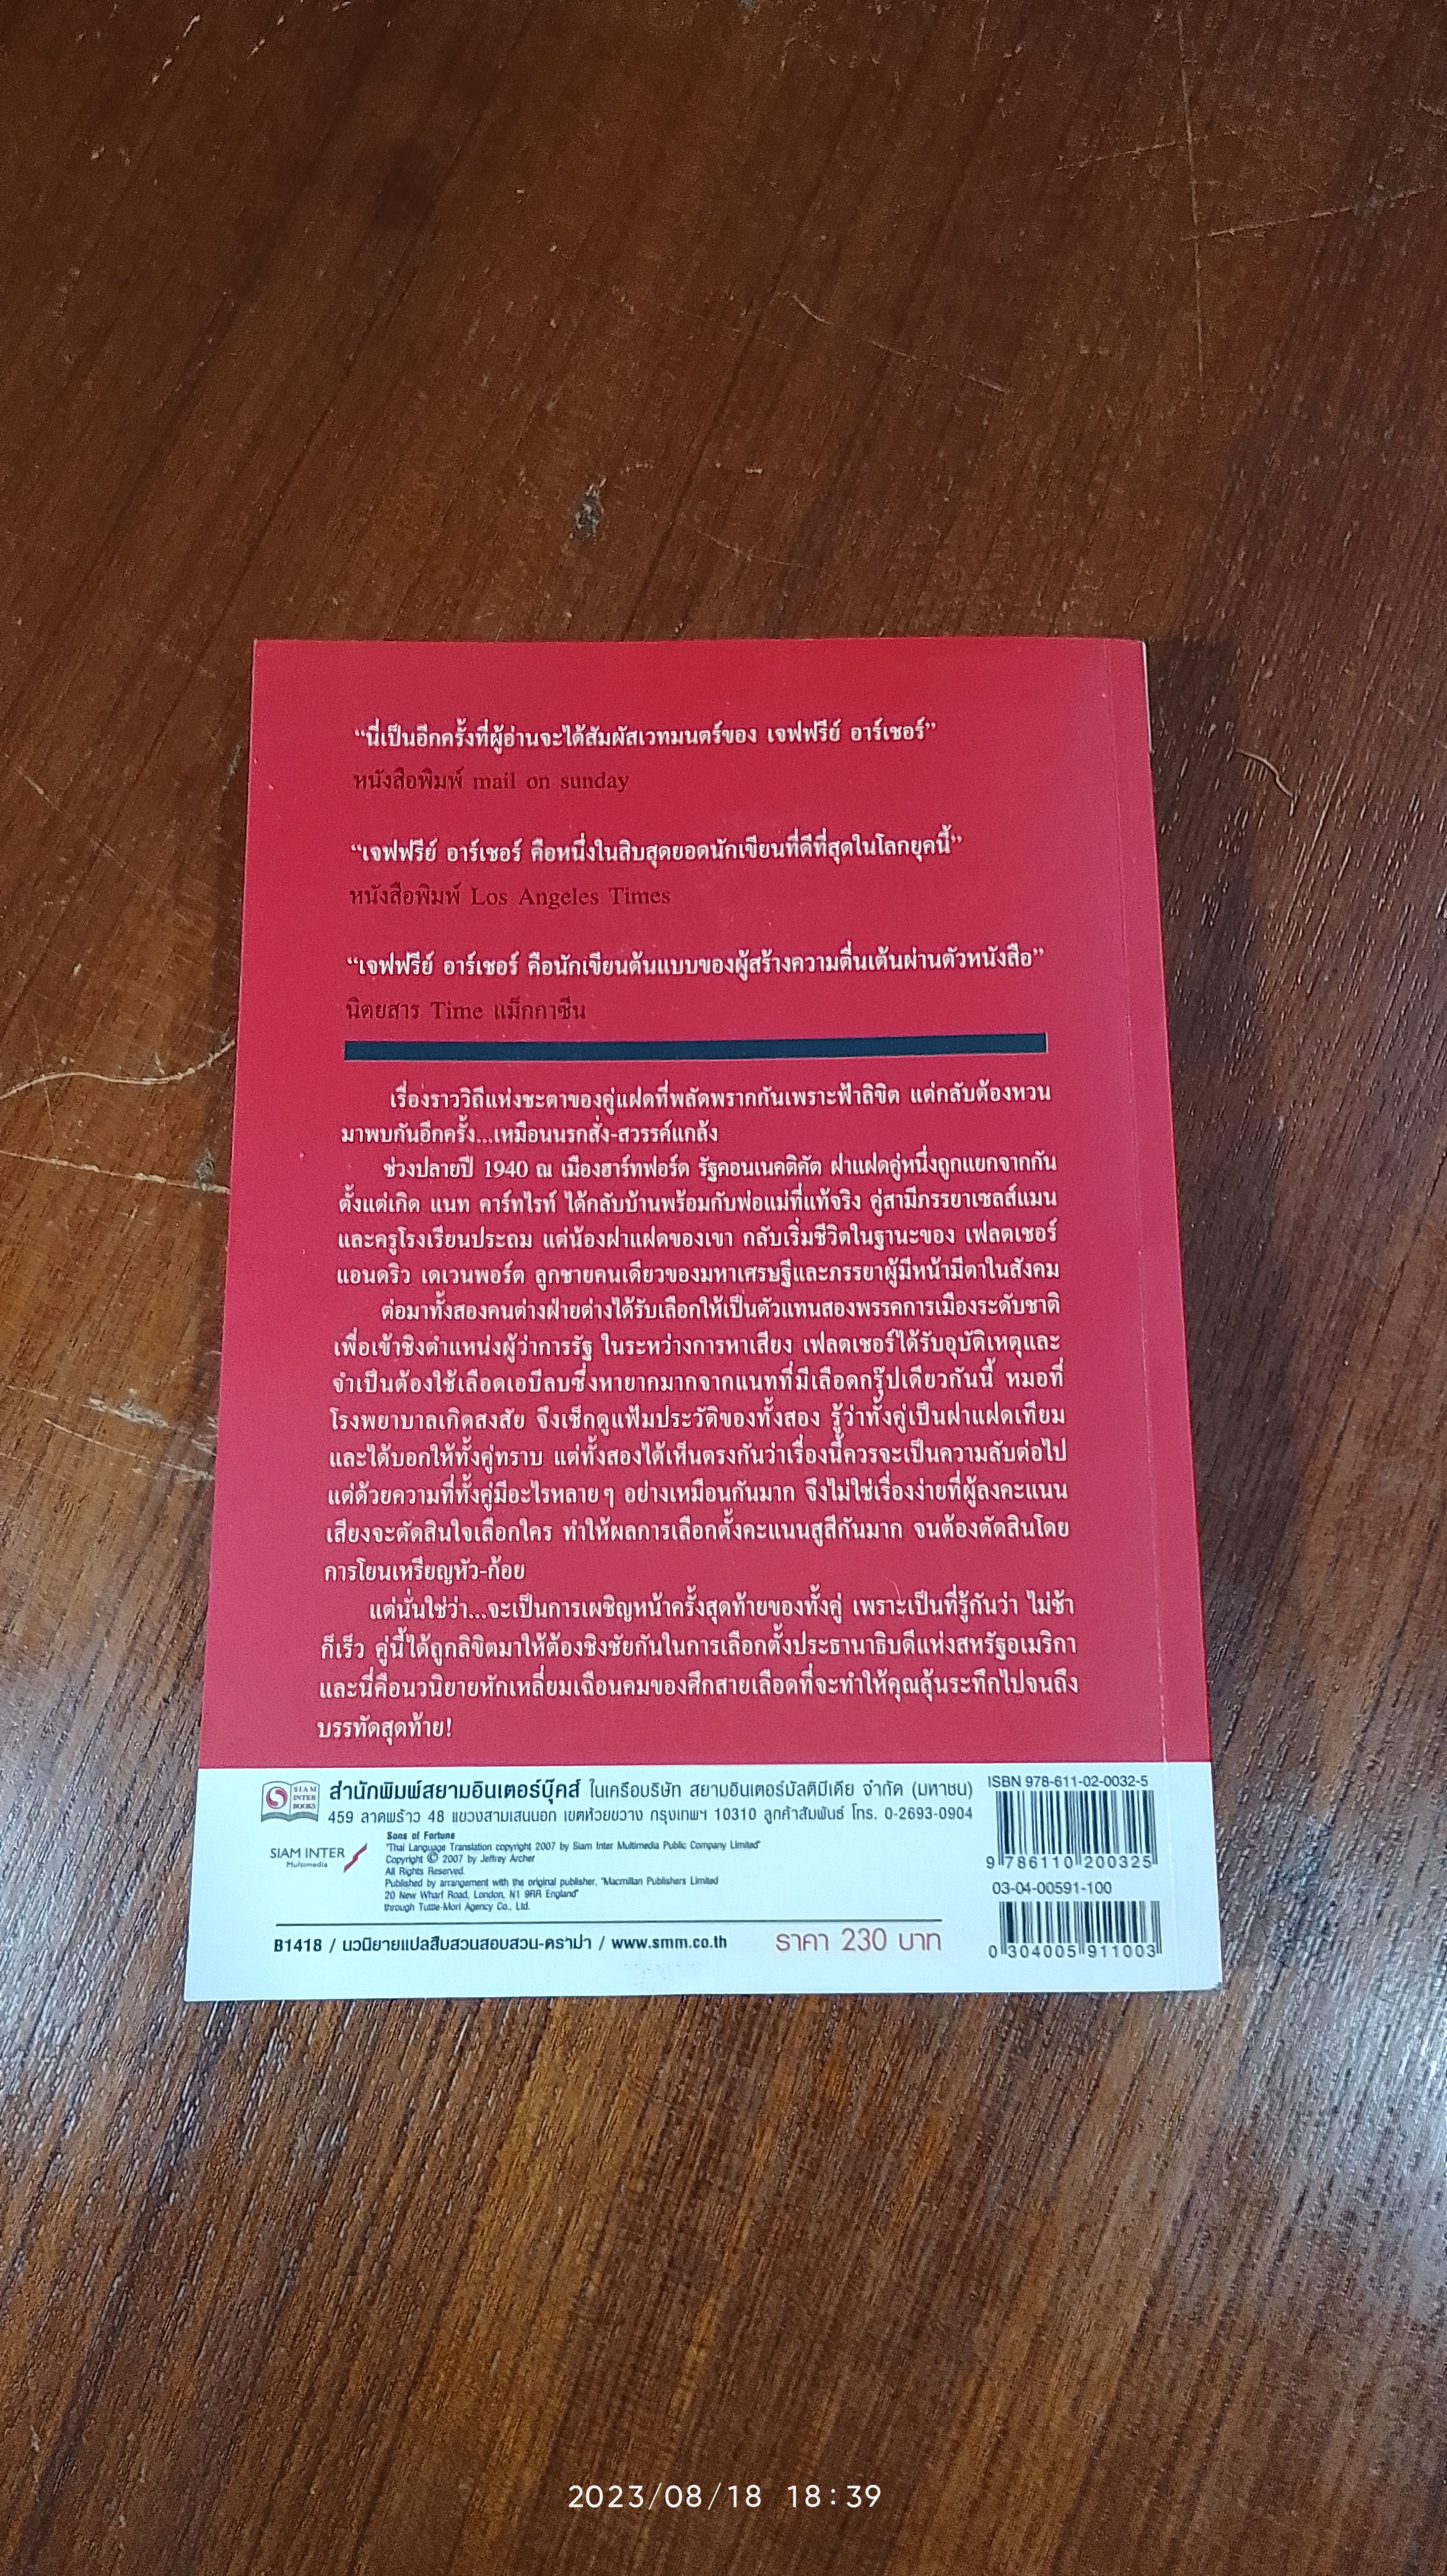 “นี่เป็นอีกครั้งที่ผู้อ่านจะได้สัมผัสเวทมนตร์ของ เจฟฟรีย์ อาร์เชอร์”
หนังสือพิมพ์ mail on sunday
“เจฟฟรีย์ อาร์เชอร์ คือหนึ่งในสิบสุดยอดนักเขียนที่ดีที่สุดในโลกยุคนี้”
หนังสือพิมพ์ Los Angeles Times
“เจฟฟรีย์ อาร์เชอร์ คือนักเขียนต้นแบบของผู้สร้างความตื่นเต้นผ่านตัวหนังสือ”
นิตยสาร Time แม็กกาซีน
เรื่องราววิถีแห่งชะตาของคู่แฝดที่พลัดพรากกันเพราะฟ้าลิขิต แต่กลับต้องหวน
มาพบกันอีกครั้ง...เหมือนนรกสั่ง-สวรรค์แกล้ง
ช่วงปลายปี 1940 ณ เมืองฮาร์ทฟอร์ด รัฐคอนเนคติคัต ฝาแฝดคู่หนึ่งถูกแยกจากกัน
ตั้งแต่เกิด แนท คาร์ทไรท์ ได้กลับบ้านพร้อมกับพ่อแม่ที่แท้จริง คู่สามีภรรยาเซลส์แมน
และครูโรงเรียนประถม แต่น้องฝาแฝดของเขา กลับเริ่มชีวิตในฐานะของ เฟลตเชอร์
แอนดริว เดเวนพอร์ต ลูกชายคนเดียวของมหาเศรษฐีและภรรยาผู้มีหน้ามีตาในสังคม
ต่อมาทั้งสองคนต่างฝ่ายต่างได้รับเลือกให้เป็นตัวแทนสองพรรคการเมืองระดับชาติ
เพื่อเข้าชิงตำแหน่งผู้ว่าการรัฐ ในระหว่างการหาเสียง เฟลตเชอร์ได้รับอุบัติเหตุและ
จำเป็นต้องใช้เลือดเอบีลบซึ่งหายากมากจากแนทที่มีเลือดกรุ๊ปเดียวกันนี้ หมอที่
โรงพยาบาลเกิดสงสัย จึงเช็กดูแฟ้มประวัติของทั้งสอง รู้ว่าทั้งคู่เป็นฝาแฝดเทียม
และได้บอกให้ทั้งคู่ทราบ แต่ทั้งสองได้เห็นตรงกันว่าเรื่องนี้ควรจะเป็นความลับต่อไป
แต่ด้วยความที่ทั้งคู่มีอะไรหลายๆ อย่างเหมือนกันมาก จึงไม่ใช่เรื่องง่ายที่ผู้ลงคะแนน
เสียงจะตัดสินใจเลือกใคร ทำให้ผลการเลือกตั้งคะแนนสูสีกันมาก จนต้องตัดสินโดย
การโยนเหรียญหัว-ก้อย
แต่นั่นใช่ว่า...จะเป็นการเผชิญหน้าครั้งสุดท้ายของทั้งคู่ เพราะเป็นที่รู้กันว่า ไม่ช้า
ก็เร็ว คู่นี้ได้ถูกลิขิตมาให้ต้องชิงชัยกันในการเลือกตั้งประธานาธิบดีแห่งสหรัฐอเมริกา
และนี่คือนวนิยายหักเหลี่ยมเฉือนคมของศึกสายเลือดที่จะทำให้คุณลุ้นระทึกไปจนถึง
บรรทัดสุดท้าย!
SIAM
INTER
BOOKS
สำนักพิมพ์สยามอินเตอร์บุ๊คส์ ในเครือบริษัท สยามอินเตอร์มัลติมีเดีย จำกัด (มหาชน)
459 ลาดพร้าว 48 แขวงสามเสนนอก เขตห้วยขวาง กรุงเทพฯ 10310 ลูกค้าสัมพันธ์ โทร. 0-2693-0904
SIAM INTER
Multimedia
Sons of Fortune
"Thai Language Translation copyright 2007 by Siam Inter Multimedia Public Company Limited"
Copyright © 2007 by Jeffrey Archer
All Rights Reserved.
Published by arrangement with the original publisher, "Macmillan Publishers Limited
20 New Wharf Road, London, N1 9RR England"
through Tuttle-Mori Agency Co., Ltd.
B1418 / นวนิยายแปลสืบสวนสอบสวน-ดราม่า / www.smm.co.th
ราคา 230 บาท
ISBN 978-611-02-0032-5
9 786110 200325
03-04-00591-100
0 304005 911003
2023/08/18 18:39